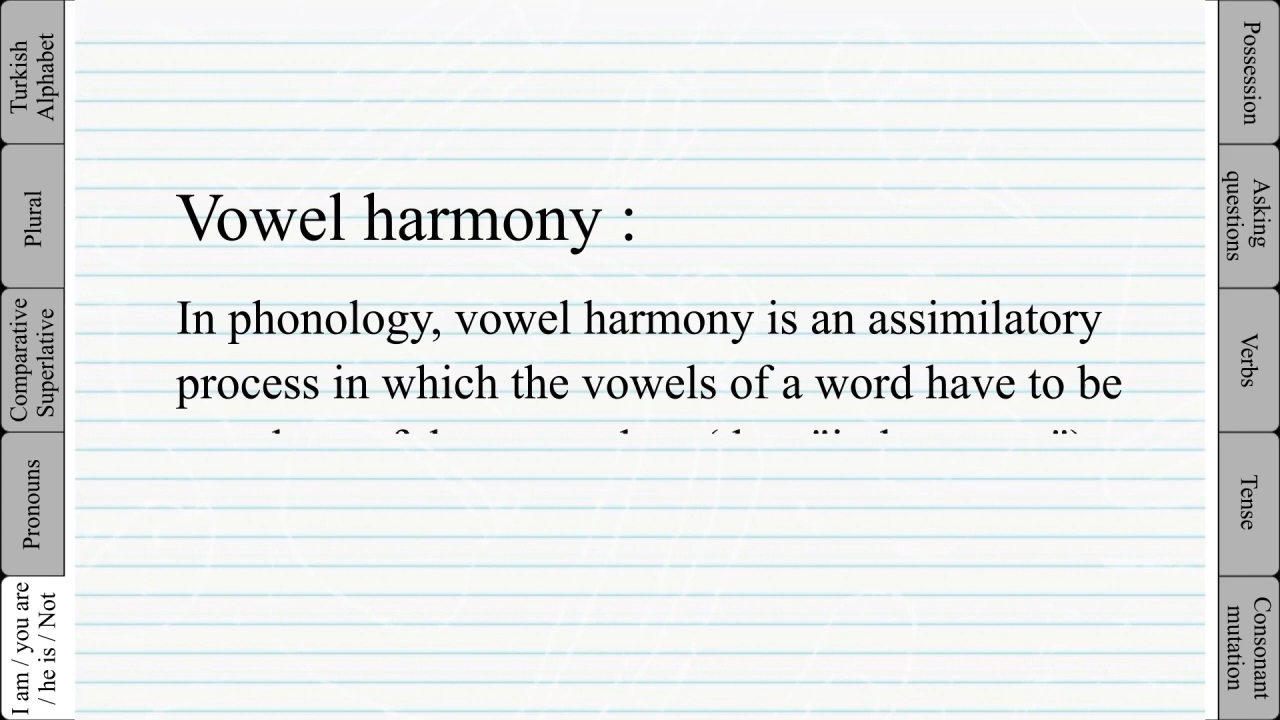 Turkish
Alphabet
Plural
Comparative
Superlative
Pronouns
I am / you are
/ he is / Not
Vowel harmony :
In phonology, vowel harmony is an assimilatory
process in which the vowels of a word have to be
Possession
Asking
questions
Verbs
Tense
Consonant
mutation